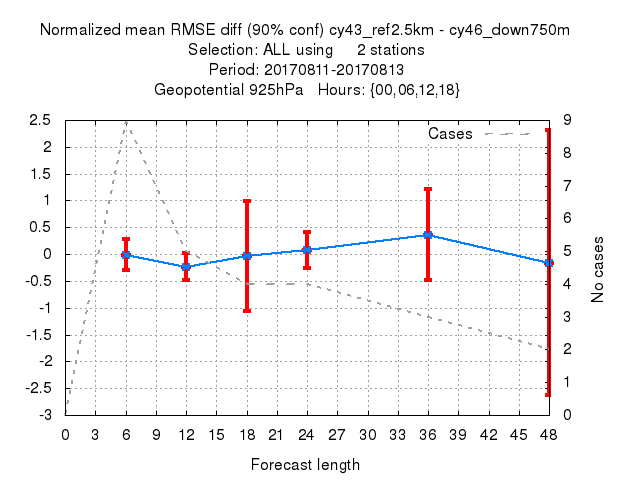 Normalized mean RMSE diff (90% conf) cy43_ref2.5km - cy46_down750m
Selection: ALL using 2 stations
Period: 20170811-20170813
Geopotential 925hPa Hours: {00,06,12,18}
Cases
2.5
2
1.5
1
0.5
0
-0.5
-1
-1.5
-2
-2.5
-3
9
8
7
6
5
4
3
2
1
0
No cases
0 3 6 9 12 15 18 21 24 27 30 33 36 39 42 45 48
Forecast length